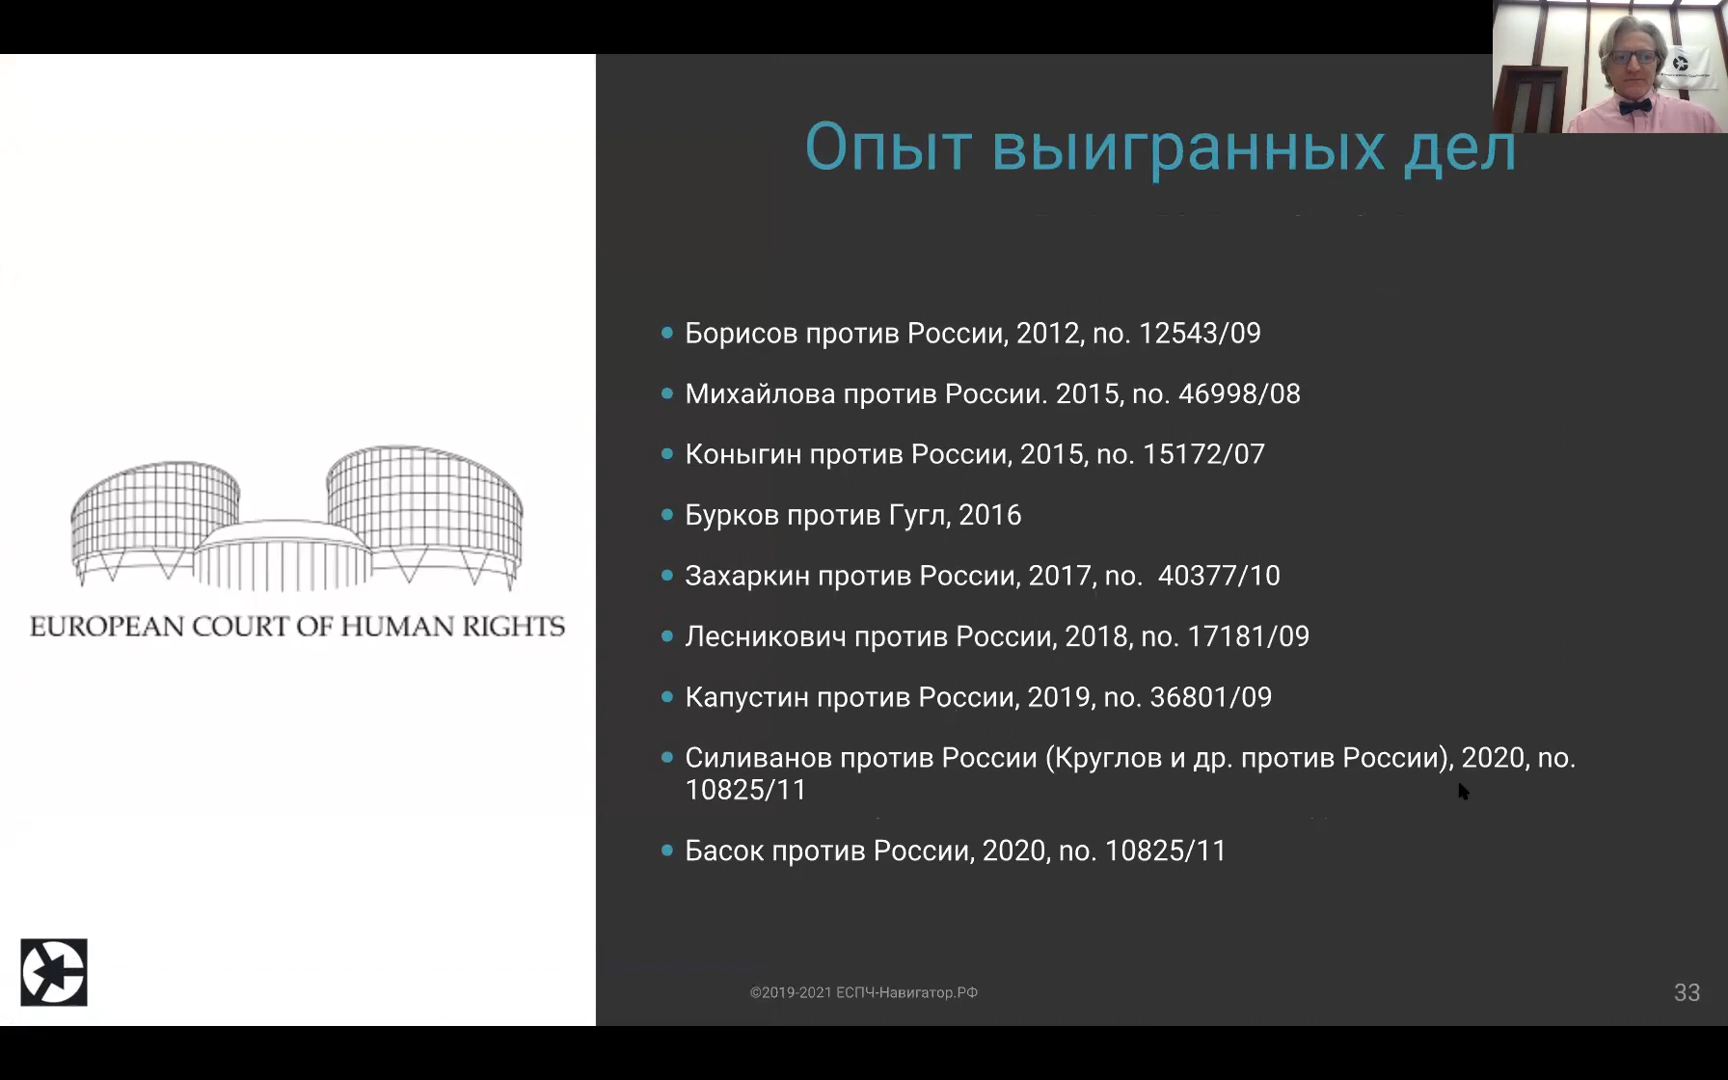 Опыт выигранных дел
Борисов против России, 2012, no. 12543/09
Михайлова против России. 2015, no. 46998/08
Коныгин против России, 2015, no. 15172/07
Бурков против Гугл, 2016
Захаркин против России, 2017, no. 40377/10
Лесникович против России, 2018, no. 17181/09
Капустин против России, 2019, no. 36801/09
Силиванов против России (Круглов и др. против России), 2020, no.
10825/11
Басок против России, 2020, no. 10825/11
EUROPEAN COURT OF HUMAN RIGHTS
©2019-2021 ЕСПЧ-Навигатор.РФ
33